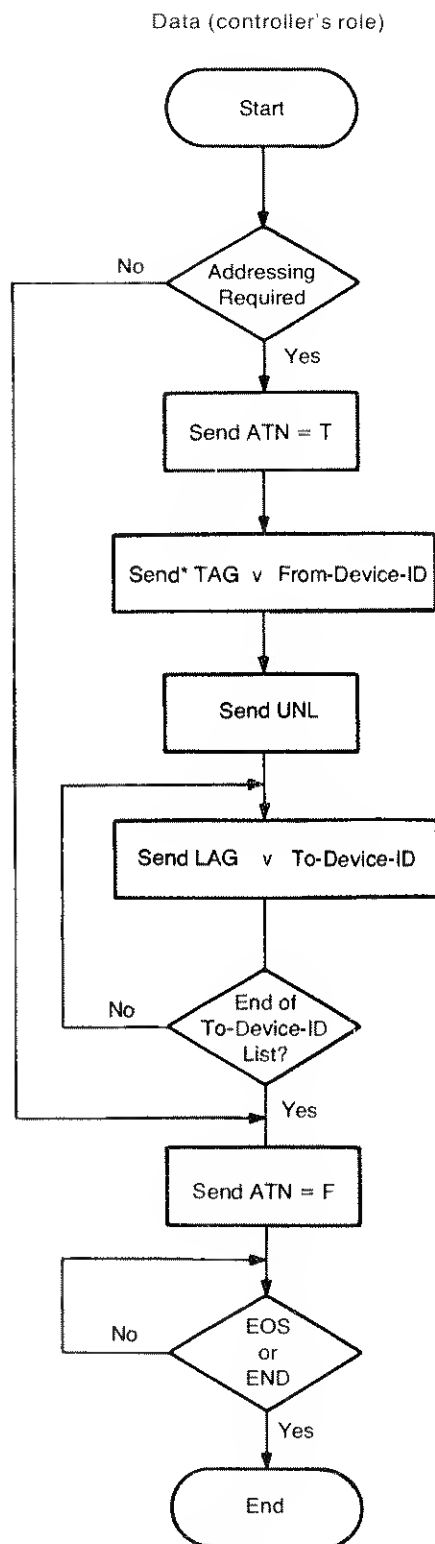 Data (controller's role)
Start
No
Addressing
Required
Yes
Send ATN = T
Send* TAG v From-Device-ID
Send UNL
Send LAG v To-Device-ID
No
End of
To-Device-ID
List?
Yes
Send ATN = F
No
EOS
or
END
Yes
End